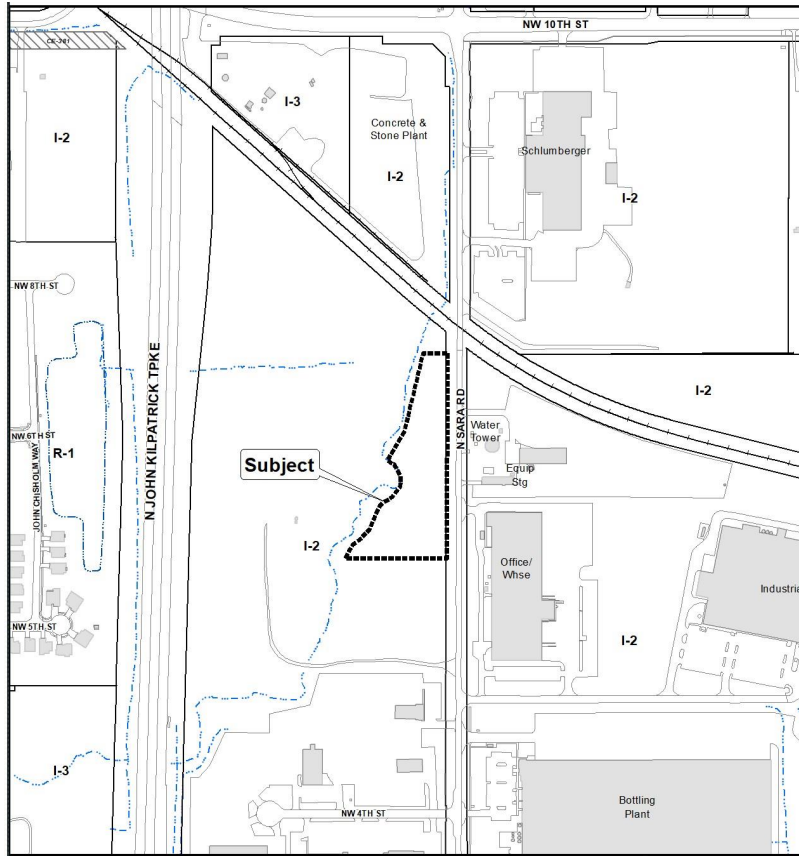 NW 10TH ST
CE-261
I-3
Concrete &
Stone Plant
I-2
I-2
Schlumberger
I-2
NW 8TH ST
N JOHN KILPATRICK TPKE
N SARA RD
I-2
Water
Tower
NW 6TH ST
R-1
JOHN CHISHOLM WAY
Subject
Equip
Stg
I-2
Office/
Whse
Industria
NW 5TH ST
I-2
I-3
NW 4TH ST
Bottling
Plant